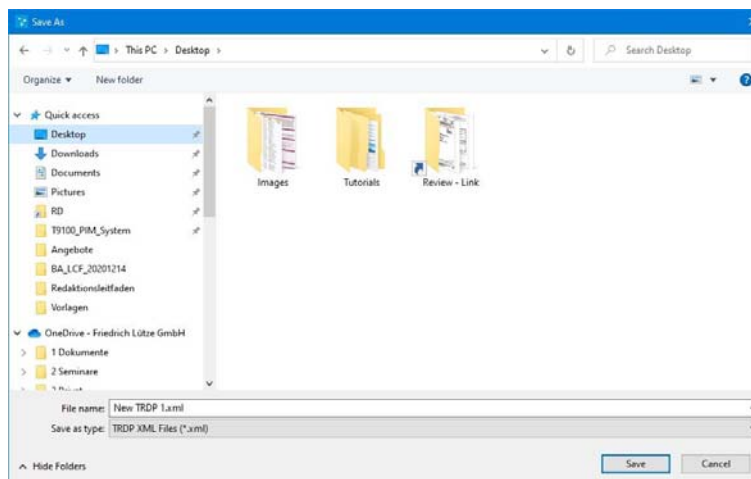 Save As
This PC > Desktop >
Search Desktop
Organize
New folder
Quick access
Desktop
Downloads
Documents
Pictures
RD
T9100_PIM_System
Angebote
BA_LCF_20201214
Redaktionsleitfaden
Vorlagen
OneDrive - Friedrich Lütze GmbH
1 Dokumente
2 Seminare
Images
Tutorials
Review - Link
File name: New TRDP 1.xml
Save as type: TRDP XML Files (*.xml)
Hide Folders
Save
Cancel